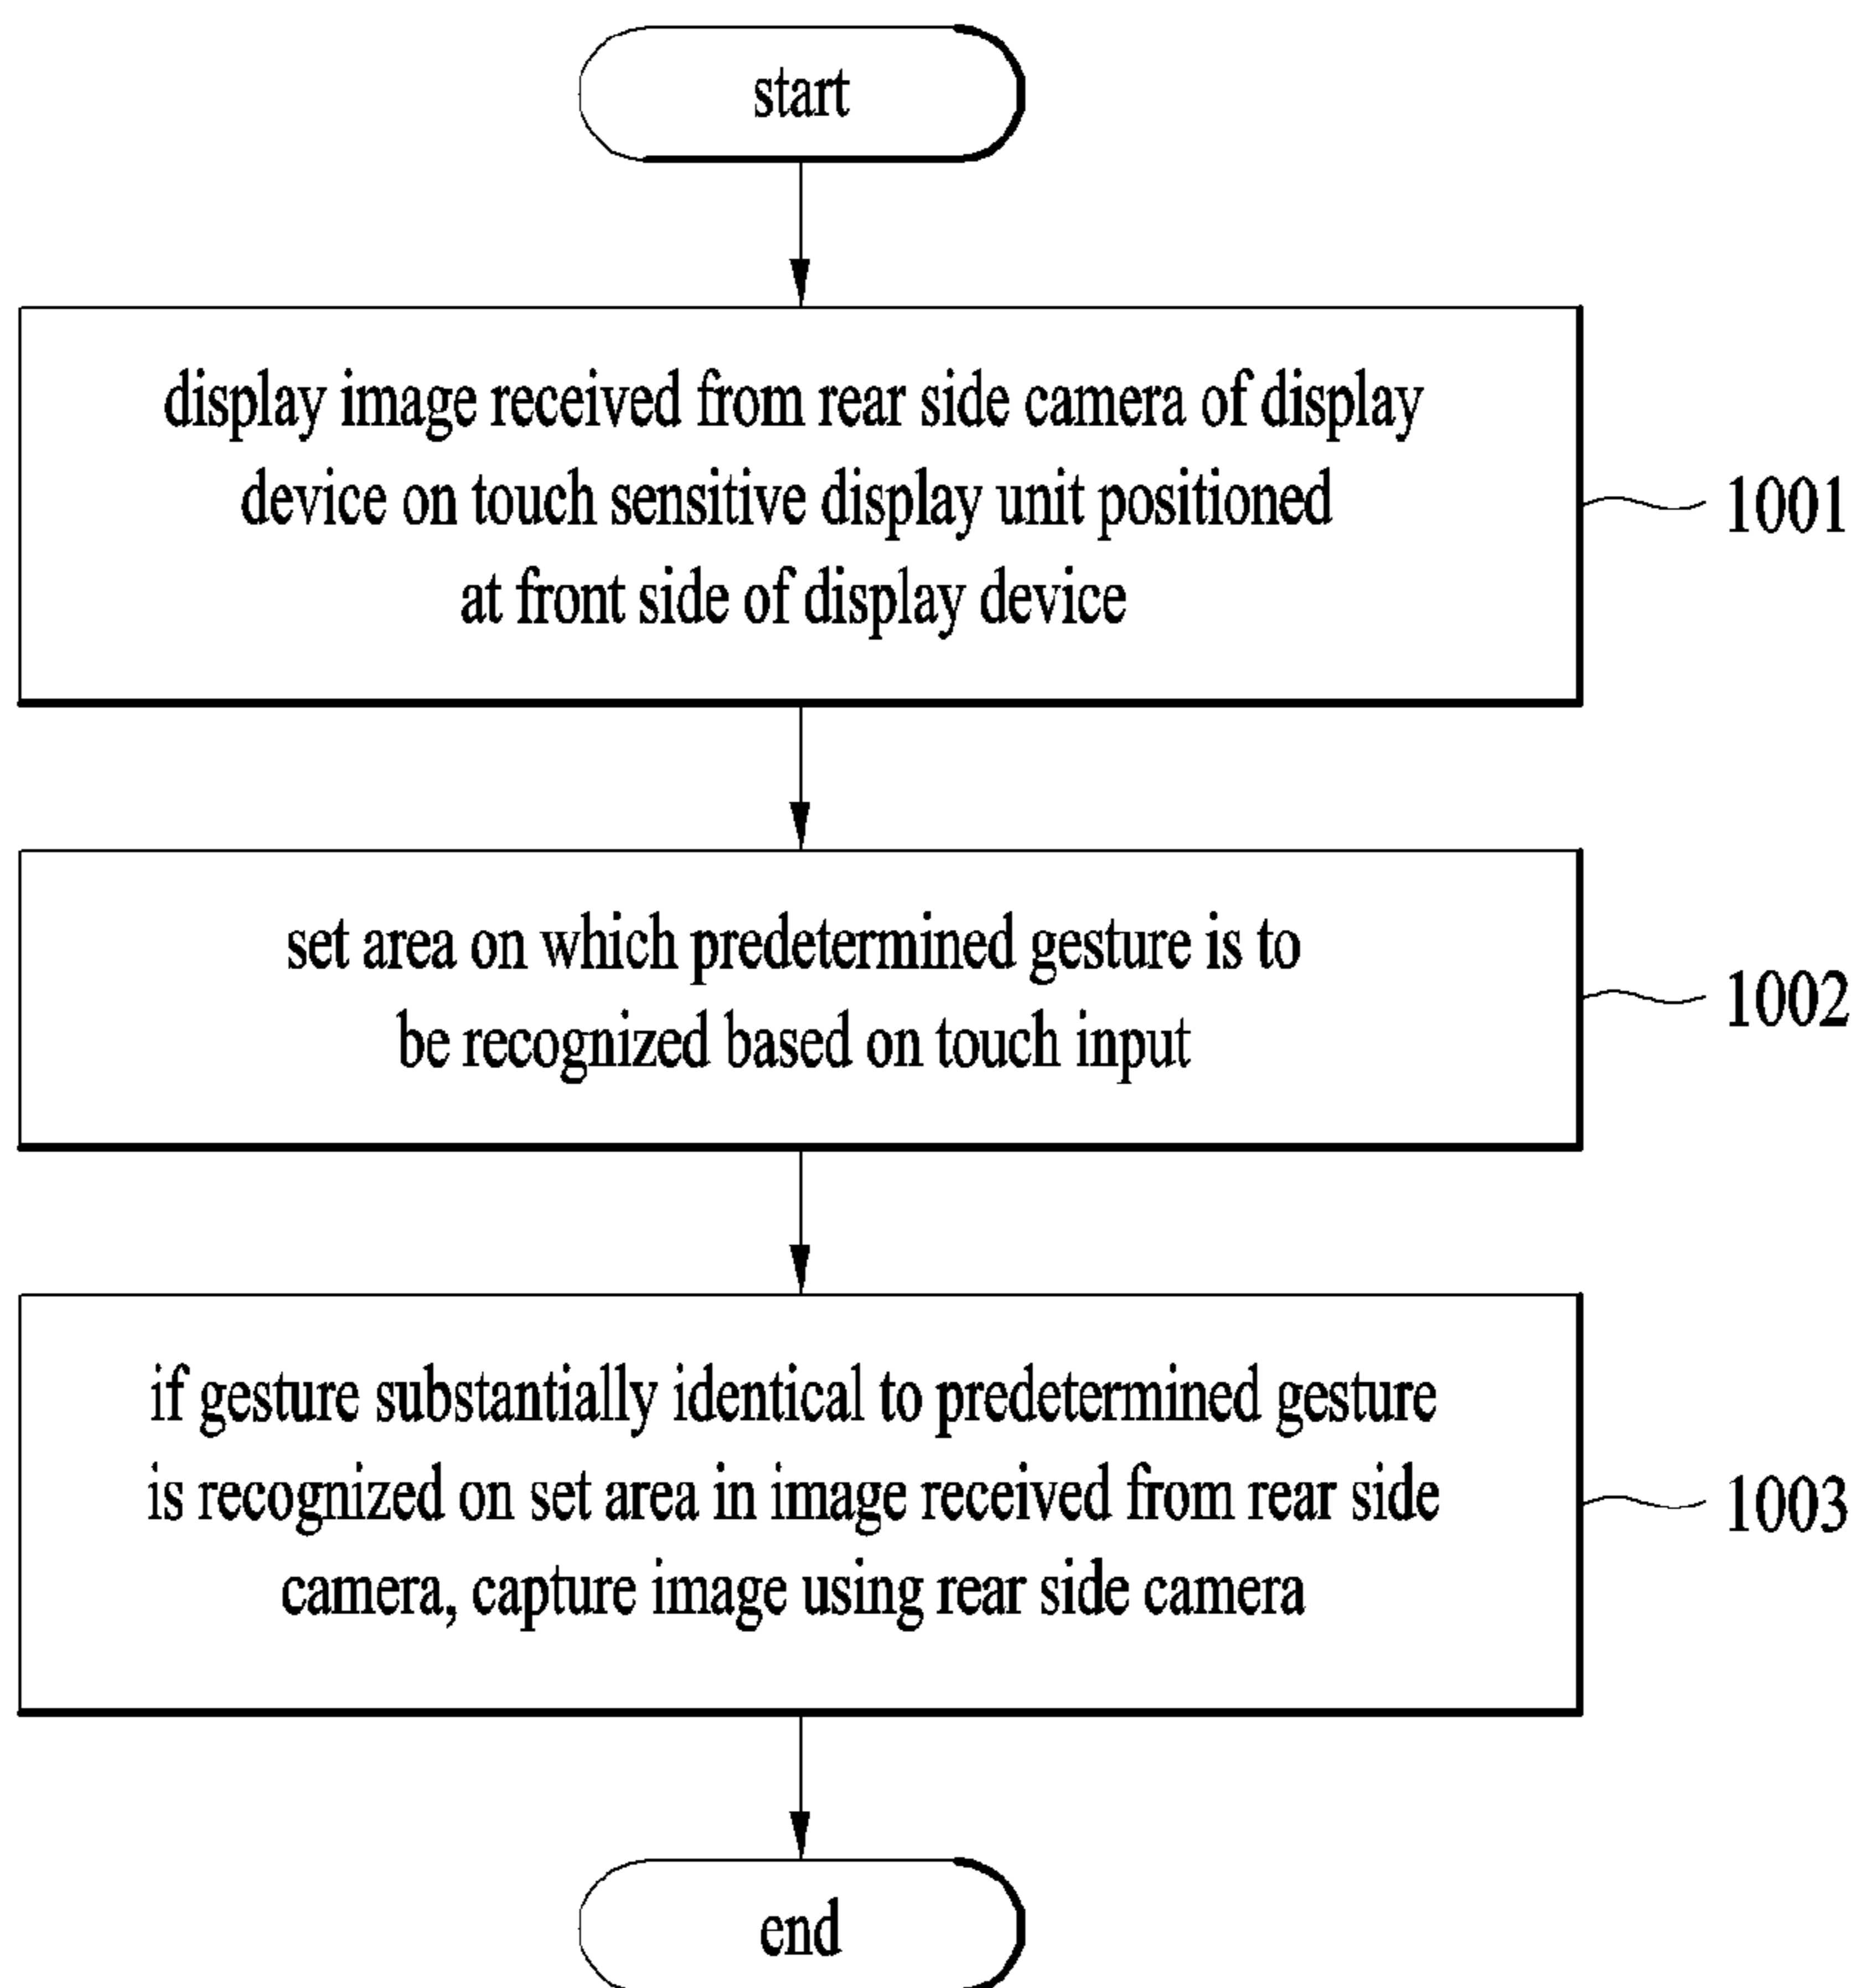 start
display image received from rear side camera of display
device on touch sensitive display unit positioned
at front side of display device
1001
set area on which predetermined gesture is to
be recognized based on touch input
1002
if gesture substantially identical to predetermined gesture
is recognized on set area in image received from rear side
camera, capture image using rear side camera
1003
end